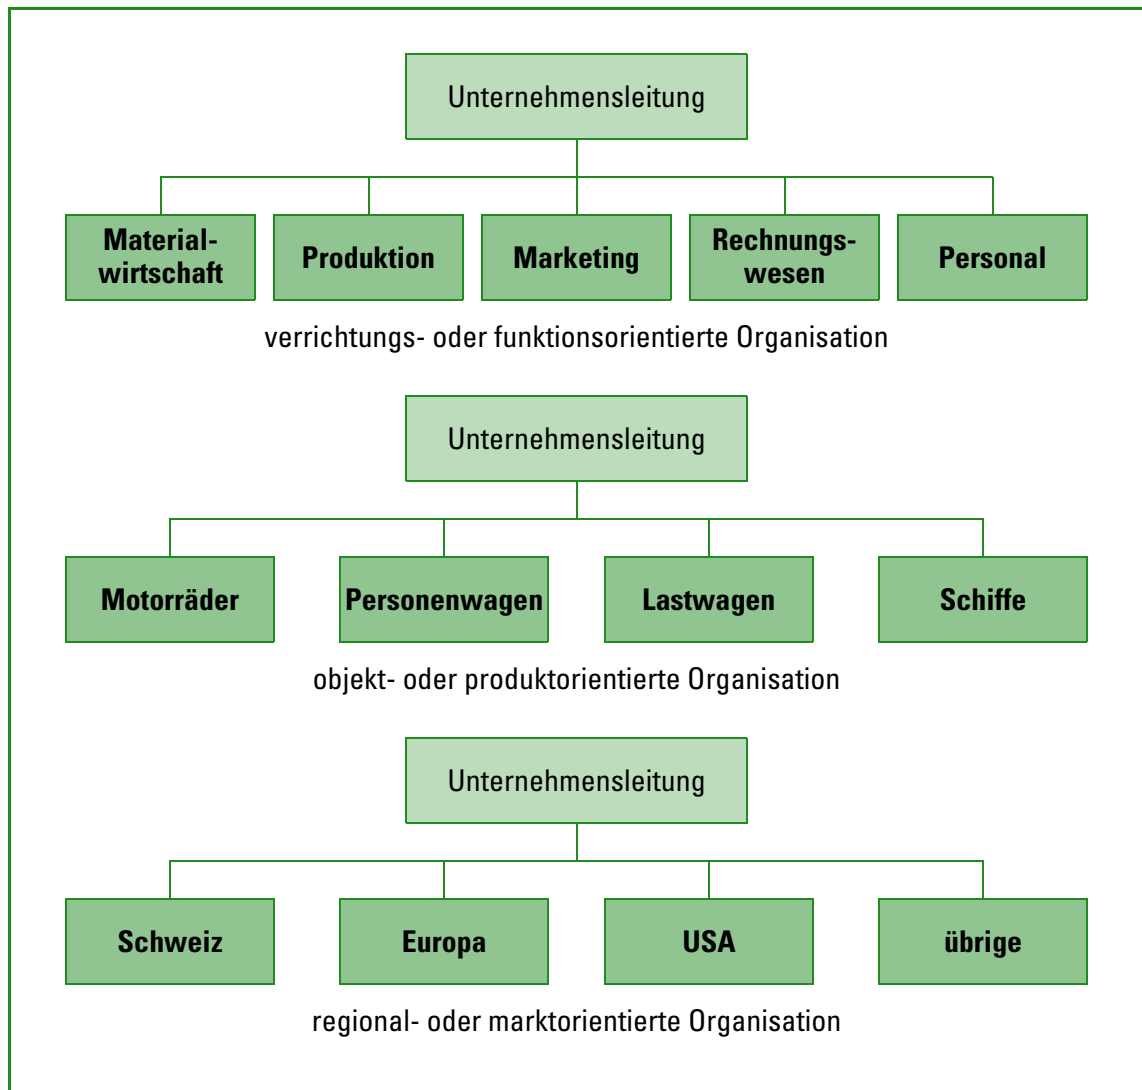 Unternehmensleitung
Material-
wirtschaft
Produktion
Marketing
Rechnungs-
wesen
Personal
verrichtungs- oder funktionsorientierte Organisation
Unternehmensleitung
Motorräder
Personenwagen
Lastwagen
Schiffe
objekt- oder produktorientierte Organisation
Unternehmensleitung
Schweiz
Europa
USA
übrige
regional- oder marktorientierte Organisation